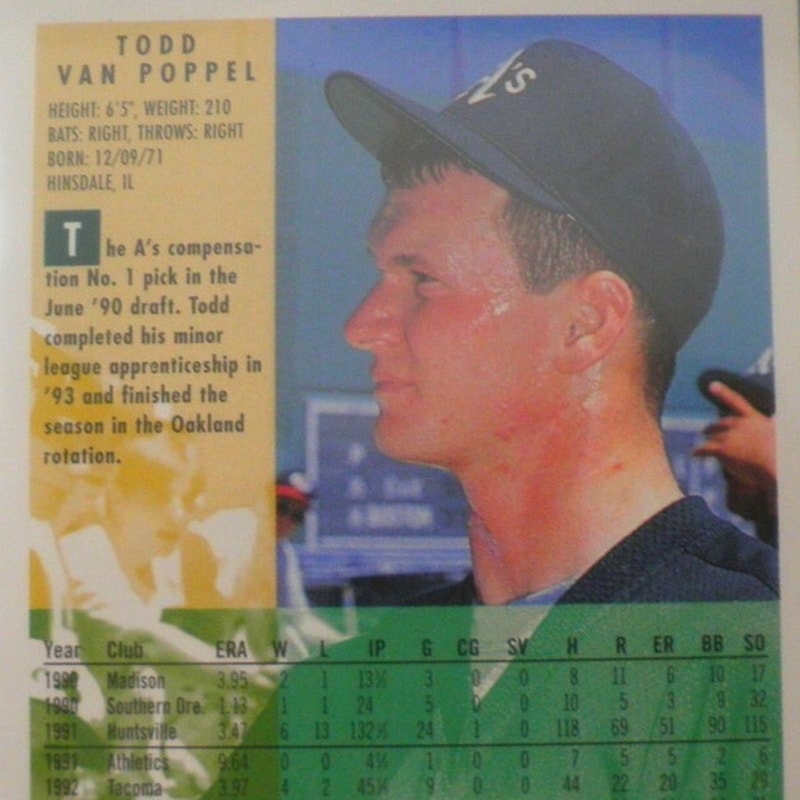 TODD
VAN POPPEL
HEIGHT: 6'5", WEIGHT: 210
BATS: RIGHT, THROWS: RIGHT
BORN: 12/09/71
HINSDALE, IL
The A's compensa-
tion No. 1 pick in the
June '90 draft. Todd
completed his minor
league apprenticeship in
'93 and finished the
season in the Oakland
rotation.
A's
Year Club ERA W L IP G CG SV H R ER BB SO
1990 Madison 3.95 2 1 13⅔ 3 0 0 8 11 6 10 17
1990 Southern Ore. 1.13 1 1 24 5 0 0 10 5 3 9 32
1991 Huntsville 3.47 6 13 132⅓ 24 1 0 118 69 51 90 115
1991 Athletics 9.64 0 0 4⅔ 1 0 0 7 5 5 2 6
1992 Tacoma 3.97 4 2 45⅓ 9 0 0 44 22 20 35 29